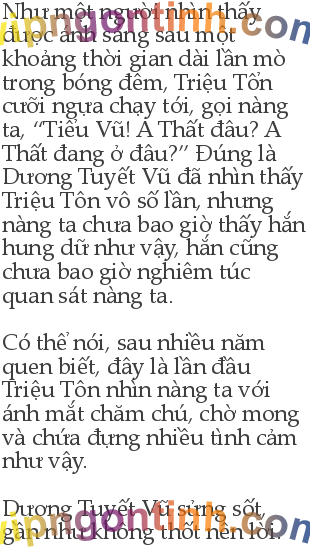 Như một người nhìn thấy
được ánh sáng sau một
khoảng thời gian dài lần mò
trong bóng đêm, Triệu Tổn
cưỡi ngựa chạy tới, gọi nàng
ta, “Tiểu Vũ! A Thất đâu? A
Thất đang ở đâu?” Đúng là
Dương Tuyết Vũ đã nhìn thấy
Triệu Tôn vô số lần, nhưng
nàng ta chưa bao giờ thấy hắn
hung dữ như vậy, hắn cũng
chưa bao giờ nghiêm túc
quan sát nàng ta.
Có thể nói, sau nhiều năm
quen biết, đây là lần đầu
Triệu Tôn nhìn nàng ta với
ánh mắt chăm chú, chờ mong
và chứa đựng nhiều tình cảm
như vậy.
Dương Tuyết Vũ sửng sốt,
gần như không thốt nên lời.
vipngontinh.com
vipngontinh.com